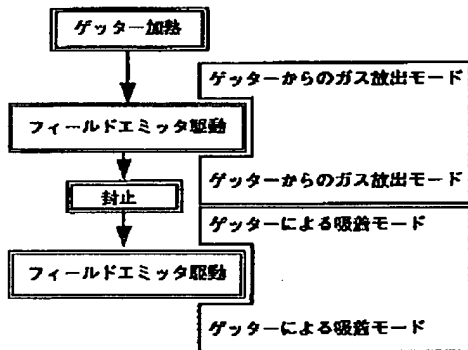 ゲッター加熱
ゲッターからのガス放出モード
フィールドエミッタ駆動
ゲッターからのガス放出モード
封止
ゲッターによる吸着モード
フィールドエミッタ駆動
ゲッターによる吸着モード